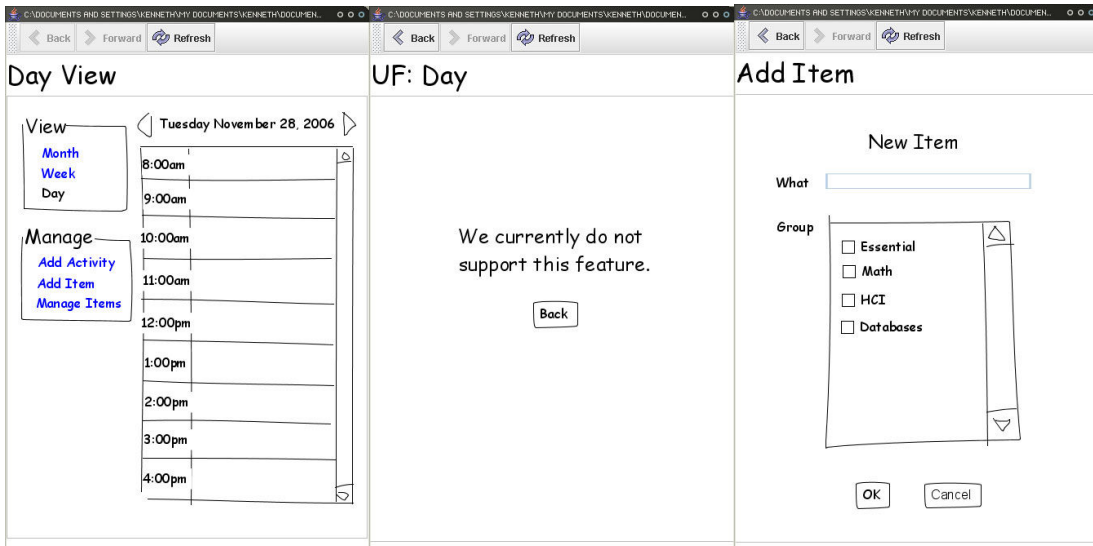 C:\DOCUMENTS AND SETTINGS\KENNETH\MY DOCUMENTS\KENNETH\DOCUMEN...
Back Forward Refresh
Day View
View
Month
Week
Day
Manage
Add Activity
Add Item
Manage Items
Tuesday November 28, 2006
8:00am
9:00am
10:00am
11:00am
12:00pm
1:00pm
2:00pm
3:00pm
4:00pm
C:\DOCUMENTS AND SETTINGS\KENNETH\MY DOCUMENTS\KENNETH\DOCUMEN...
Back Forward Refresh
UF: Day
We currently do not
support this feature.
Back
C:\DOCUMENTS AND SETTINGS\KENNETH\MY DOCUMENTS\KENNETH\DOCUMEN...
Back Forward Refresh
Add Item
New Item
What
Group
Essential
Math
HCI
Databases
OK Cancel